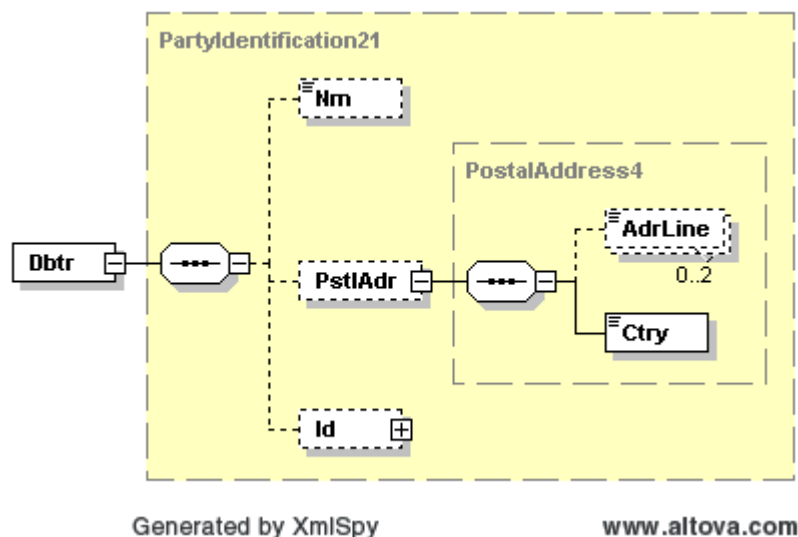 PartyIdentification21
Nm
PostalAddress4
AdrLine
0..2
Dbtr
PstlAdr
Ctry
Id
Generated by XmlSpy
www.altova.com